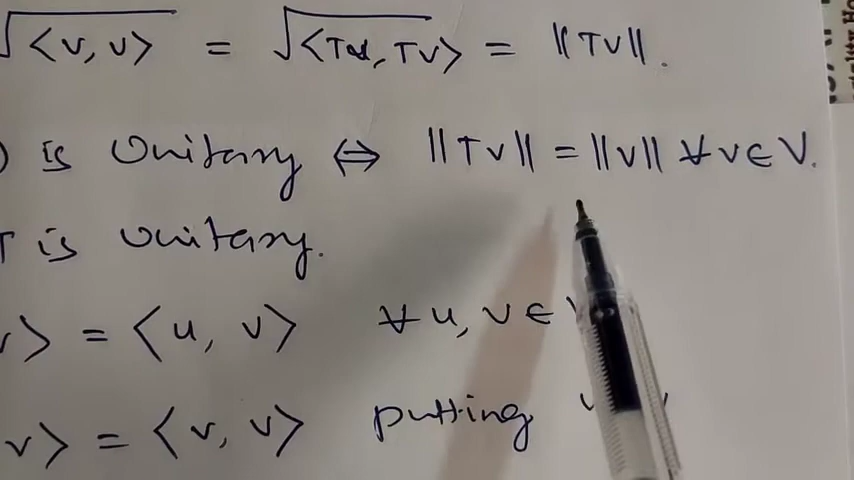 √<v, v> = √<Tv, Tv> = ||Tv||.
) is Unitary ⇔ ||Tv|| = ||v|| ∀ v ∈ V.
T is Unitary.
v> = <u, v> ∀ u, v ∈ V
v> = <v, v> putting